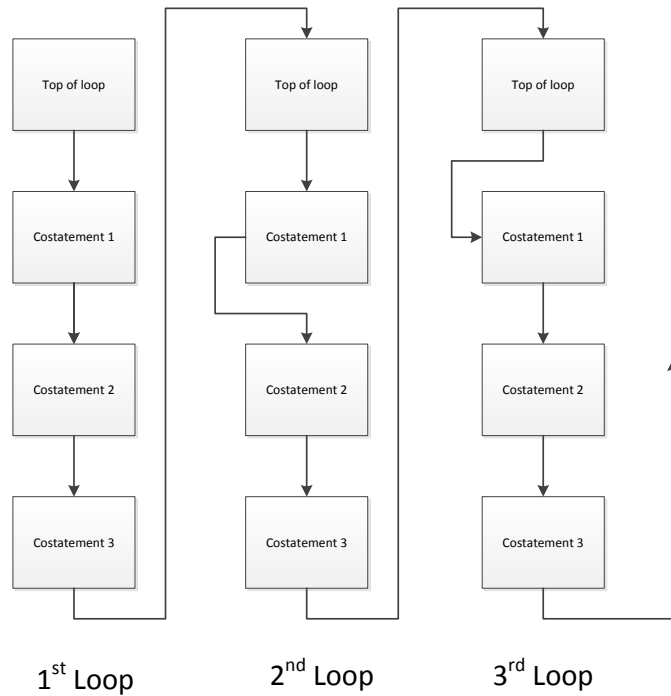 Top of loop
Costatement 1
Costatement 2
Costatement 3
1st Loop
Top of loop
Costatement 1
Costatement 2
Costatement 3
2nd Loop
Top of loop
Costatement 1
Costatement 2
Costatement 3
3rd Loop